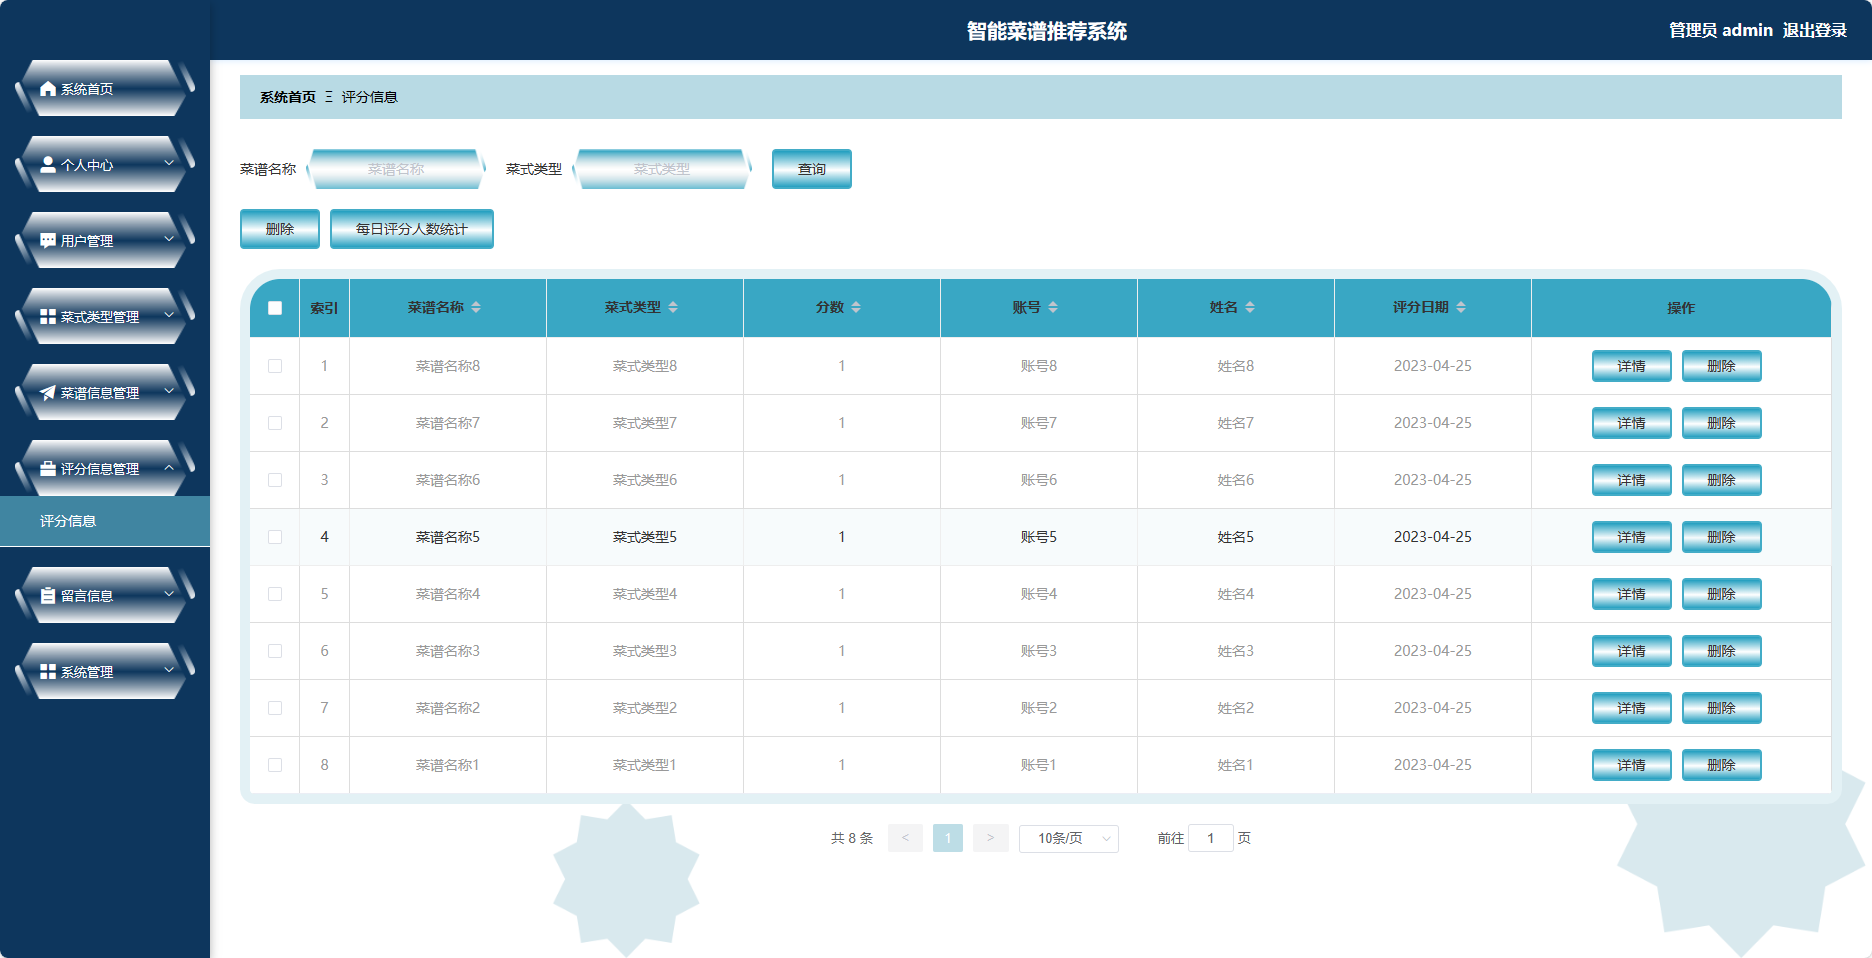 智能菜谱推荐系统
管理员 admin 退出登录
系统首页
个人中心
用户管理
菜式类型管理
菜谱信息管理
评分信息管理
评分信息
留言信息
系统管理
系统首页 Ξ 评分信息
菜谱名称 菜谱名称 菜式类型 菜式类型 查询
删除 每日评分人数统计
索引 菜谱名称 菜式类型 分数 账号 姓名 评分日期 操作
1 菜谱名称8 菜式类型8 1 账号8 姓名8 2023-04-25 详情 删除
2 菜谱名称7 菜式类型7 1 账号7 姓名7 2023-04-25 详情 删除
3 菜谱名称6 菜式类型6 1 账号6 姓名6 2023-04-25 详情 删除
4 菜谱名称5 菜式类型5 1 账号5 姓名5 2023-04-25 详情 删除
5 菜谱名称4 菜式类型4 1 账号4 姓名4 2023-04-25 详情 删除
6 菜谱名称3 菜式类型3 1 账号3 姓名3 2023-04-25 详情 删除
7 菜谱名称2 菜式类型2 1 账号2 姓名2 2023-04-25 详情 删除
8 菜谱名称1 菜式类型1 1 账号1 姓名1 2023-04-25 详情 删除
共 8 条 < 1 > 10条/页 前往 1 页